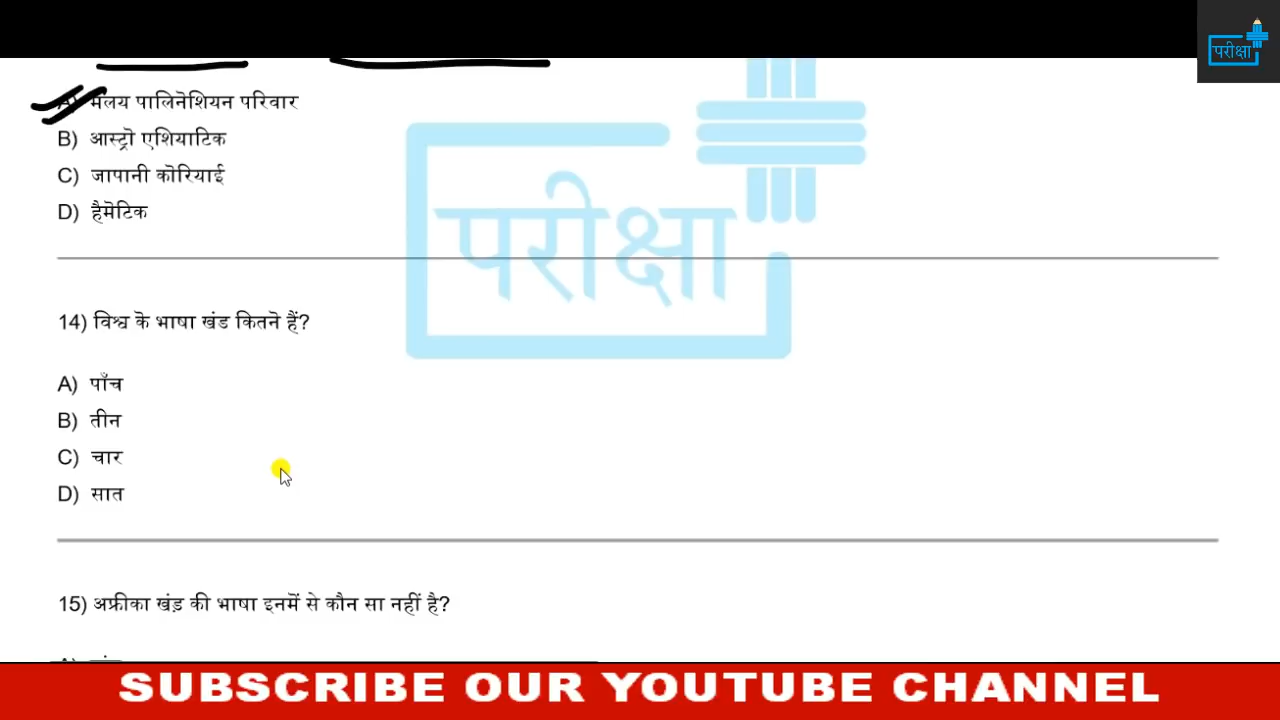 परीक्षा
A) मलय पालिनेशियन परिवार
B) आस्ट्रो एशियाटिक
C) जापानी कोरियाई
D) हैमेटिक
परीक्षा
14) विश्व के भाषा खंड कितने हैं?
A) पाँच
B) तीन
C) चार
D) सात
15) अफ्रीका खंड़ की भाषा इनमें से कौन सा नहीं है?
SUBSCRIBE OUR YOUTUBE CHANNEL